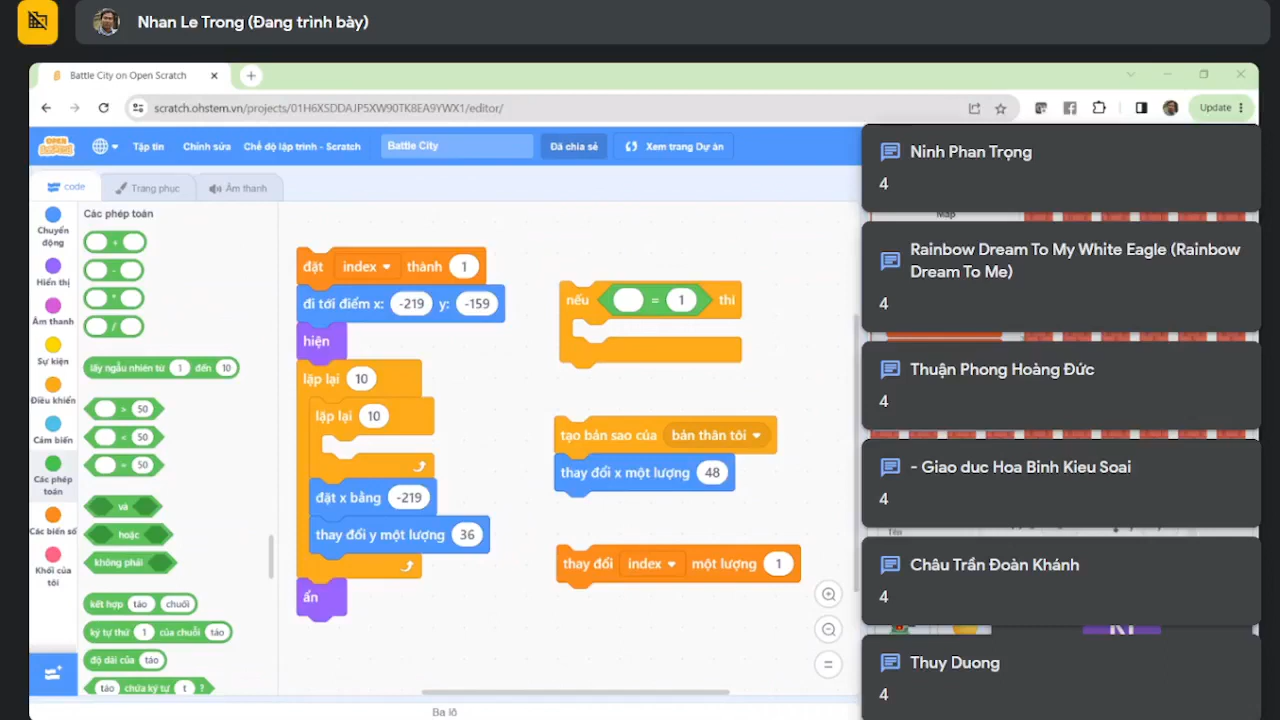 Nhan Le Trong (Đang trình bày)
Battle City on Open Scratch
scratch.ohstem.vn/projects/01H6XSDDAJP5XW90TK8EA9YWX1/editor/
Update
OPEN
Tập tin
Chỉnh sửa
Chế độ lập trình - Scratch
Battle City
Đã chia sẻ
Xem trang Dự án
code
Trang phục
Âm thanh
Chuyển động
Hiển thị
Âm thanh
Sự kiện
Điều khiển
Cảm biến
Các phép toán
Các biến số
Khối của tôi
Các phép toán
+
-
*
/
lấy ngẫu nhiên từ 1 đến 10
> 50
< 50
= 50
và
hoặc
không phải
kết hợp táo chuối
ký tự thứ 1 của chuỗi táo
độ dài của táo
táo chứa ký tự t ?
đặt index thành 1
đi tới điểm x: -219 y: -159
hiện
lặp lại 10
lặp lại 10
đặt x bằng -219
thay đổi y một lượng 36
ẩn
nếu = 1 thì
tạo bản sao của bản thân tôi
thay đổi x một lượng 48
thay đổi index một lượng 1
Ba lô
Ninh Phan Trọng
4
Map
Rainbow Dream To My White Eagle (Rainbow
Dream To Me)
4
Thuận Phong Hoàng Đức
4
- Giao duc Hoa Binh Kieu Soai
4
Tên
Châu Trần Đoàn Khánh
4
Thuy Duong
4